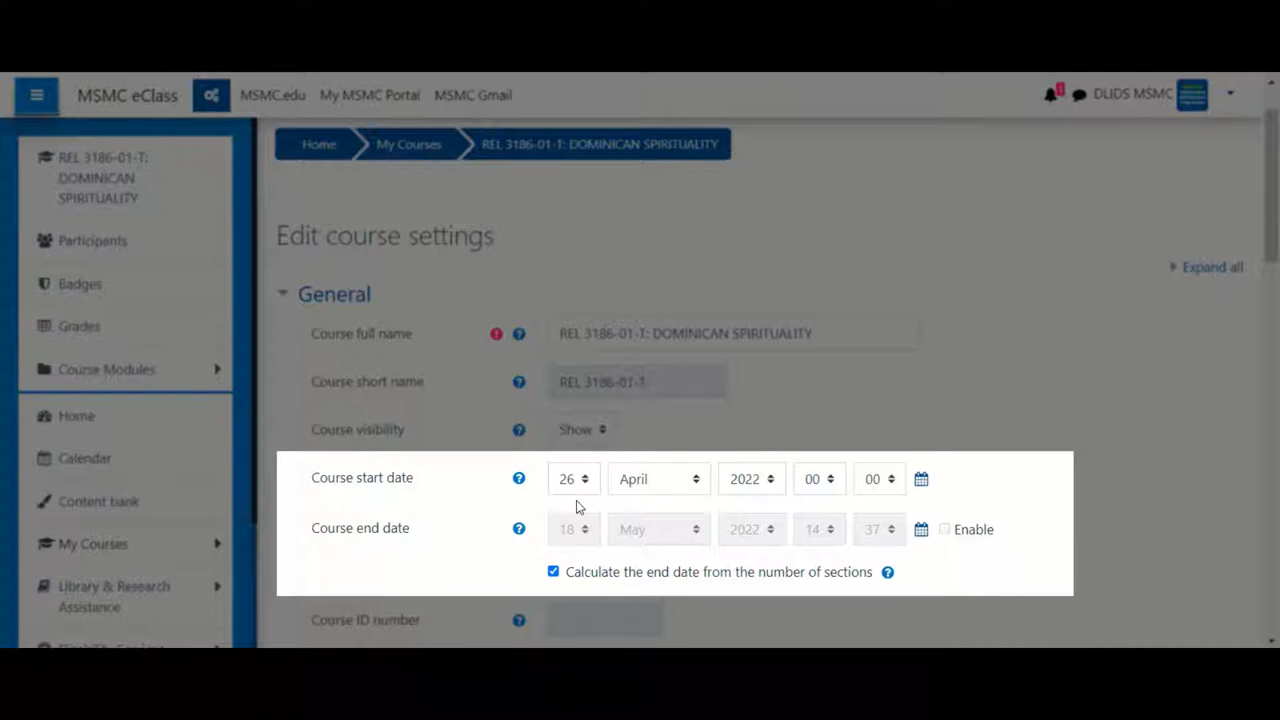 MSMC eClass MSMC.edu My MSMC Portal MSMC Gmail 1 DLIDS MSMC
Home My Courses REL 3186-01-T: DOMINICAN SPIRITUALITY
REL 3186-01-T:
DOMINICAN
SPIRITUALITY
Participants
Badges
Grades
Course Modules
Home
Calendar
Content bank
My Courses
Library & Research
Assistance
Edit course settings
Expand all
General
Course full name REL 3186-01-T: DOMINICAN SPIRITUALITY
Course short name REL 3186-01-T
Course visibility Show
Course start date 26 April 2022 00 00
Course end date 18 May 2022 14 37 Enable
Calculate the end date from the number of sections
Course ID number